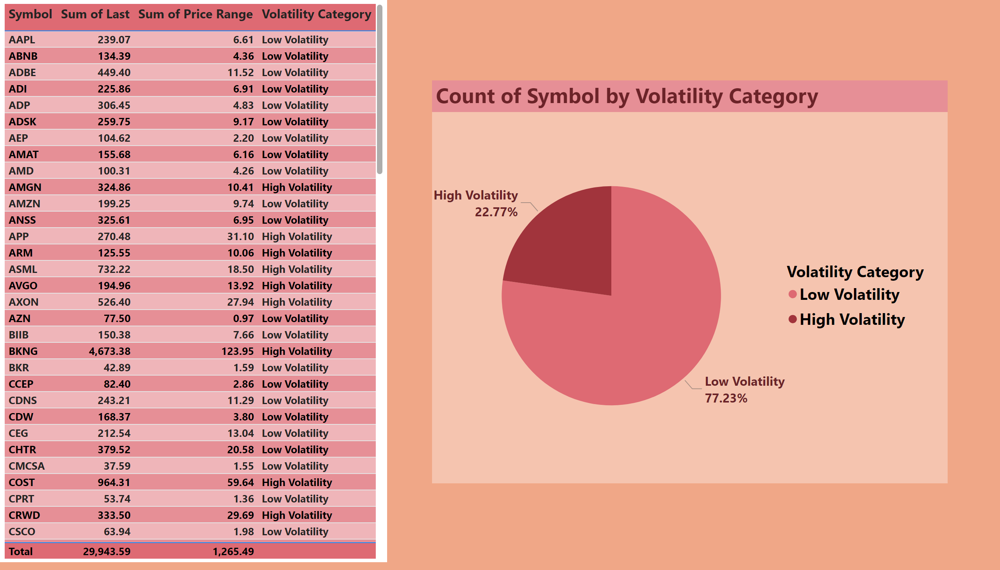 Symbol Sum of Last Sum of Price Range Volatility Category
AAPL 239.07 6.61 Low Volatility
ABNB 134.39 4.36 Low Volatility
ADBE 449.40 11.52 Low Volatility
ADI 225.86 6.91 Low Volatility
ADP 306.45 4.83 Low Volatility
ADSK 259.75 9.17 Low Volatility
AEP 104.62 2.20 Low Volatility
AMAT 155.68 6.16 Low Volatility
AMD 100.31 4.26 Low Volatility
AMGN 324.86 10.41 High Volatility
AMZN 199.25 9.74 Low Volatility
ANSS 325.61 6.95 Low Volatility
APP 270.48 31.10 High Volatility
ARM 125.55 10.06 High Volatility
ASML 732.22 18.50 High Volatility
AVGO 194.96 13.92 High Volatility
AXON 526.40 27.94 High Volatility
AZN 77.50 0.97 Low Volatility
BIIB 150.38 7.66 Low Volatility
BKNG 4,673.38 123.95 High Volatility
BKR 42.89 1.59 Low Volatility
CCEP 82.40 2.86 Low Volatility
CDNS 243.21 11.29 Low Volatility
CDW 168.37 3.80 Low Volatility
CEG 212.54 13.04 Low Volatility
CHTR 379.52 20.58 Low Volatility
CMCSA 37.59 1.55 Low Volatility
COST 964.31 59.64 High Volatility
CPRT 53.74 1.36 Low Volatility
CRWD 333.50 29.69 High Volatility
CSCO 63.94 1.98 Low Volatility
Total 29,943.59 1,265.49
Count of Symbol by Volatility Category
High Volatility
22.77%
Low Volatility
77.23%
Volatility Category
Low Volatility
High Volatility